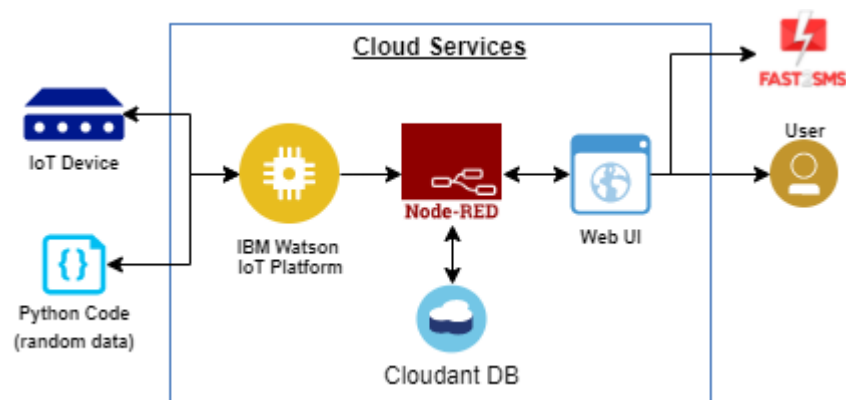 Cloud Services
FAST2SMS
IoT Device
User
Node-RED
IBM Watson
IoT Platform
Web UI
Python Code
(random data)
Cloudant DB